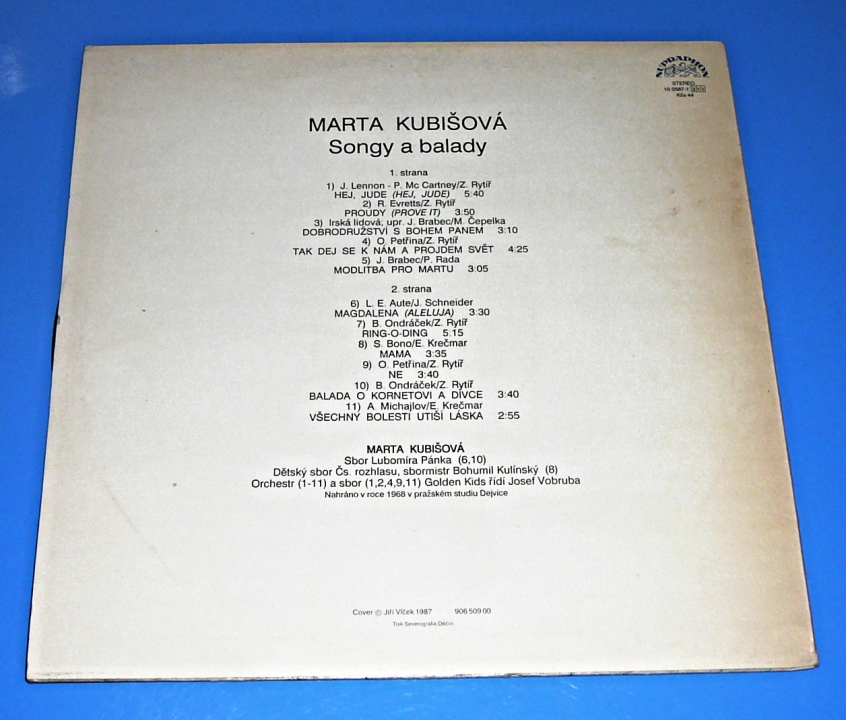 SUPRAPHON
STEREO
10 0587-1
Kčs 44
MARTA KUBIŠOVÁ
Songy a balady
1. strana
1) J. Lennon - P. Mc Cartney/Z. Rytíř
HEJ, JUDE (HEJ, JUDE) 5:40
2) R. Evretts/Z. Rytíř
PROUDY (PROVE IT) 3:50
3) Irská lidová, upr. J. Brabec/M. Čepelka
DOBRODRUŽSTVÍ S BOHEM PANEM 3:10
4) O. Petřina/Z. Rytíř
TAK DEJ SE K NÁM A PROJDEM SVĚT 4:25
5) J. Brabec/P. Rada
MODLITBA PRO MARTU 3:05
2. strana
6) L. E. Aute/J. Schneider
MAGDALENA (ALELUJA) 3:30
7) B. Ondráček/Z. Rytíř
RING-O-DING 5:15
8) S. Bono/E. Krečmar
MAMA 3:35
9) O. Petřina/Z. Rytíř
NE 3:40
10) B. Ondráček/Z. Rytíř
BALADA O KORNETOVI A DÍVCE 3:40
11) A. Michajlov/E. Krečmar
VŠECHNY BOLESTI UTIŠÍ LÁSKA 2:55
MARTA KUBIŠOVÁ
Sbor Lubomíra Pánka (6,10)
Dětský sbor Čs. rozhlasu, sbormistr Bohumil Kulínský (8)
Orchestr (1-11) a sbor (1,2,4,9,11) Golden Kids řídí Josef Vobruba
Nahráno v roce 1968 v pražském studiu Dejvice
Cover © Jiří Vlček 1987 906 509 00
Tisk Severografia Děčín